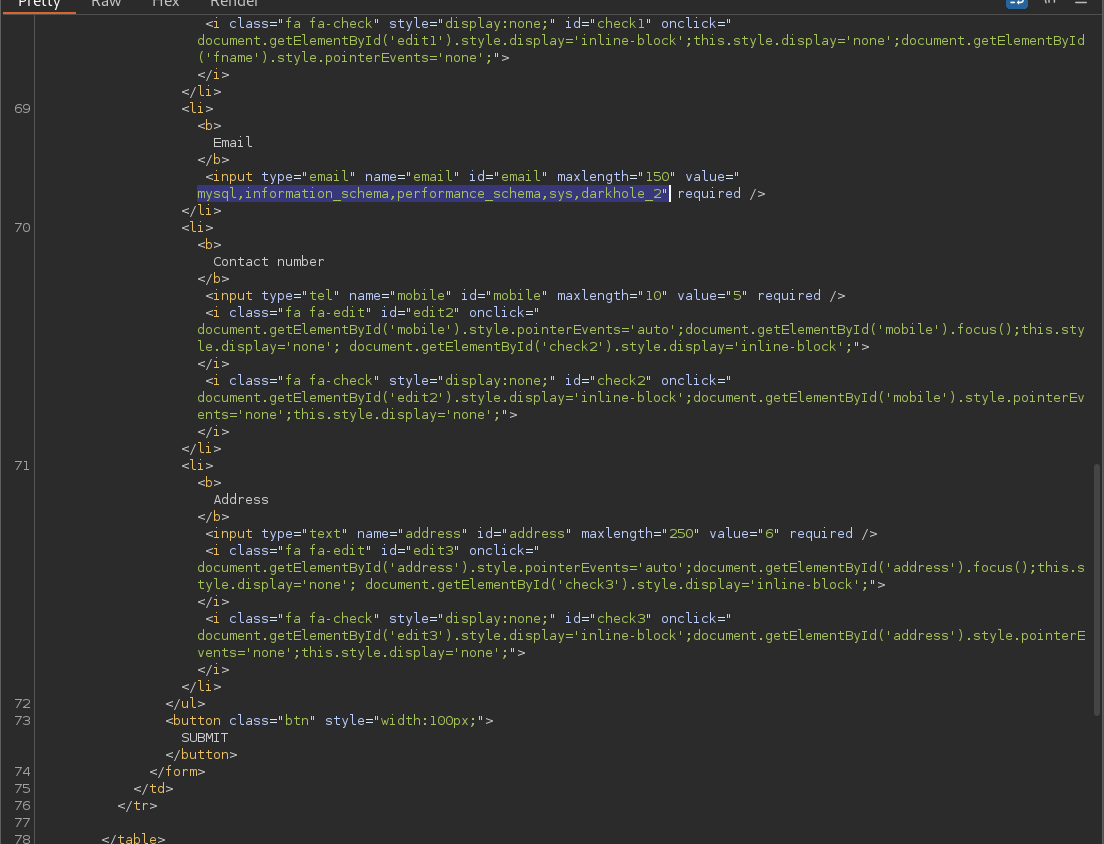 Pretty Raw Hex Render \n
<i class="fa fa-check" style="display:none;" id="check1" onclick="
document.getElementById('edit1').style.display='inline-block';this.style.display='none';document.getElementById
('fname').style.pointerEvents='none';">
</i>
</li>
69 <li>
<b>
Email
</b>
<input type="email" name="email" id="email" maxlength="150" value="
mysql,information_schema,performance_schema,sys,darkhole_2" required />
</li>
70 <li>
<b>
Contact number
</b>
<input type="tel" name="mobile" id="mobile" maxlength="10" value="5" required />
<i class="fa fa-edit" id="edit2" onclick="
document.getElementById('mobile').style.pointerEvents='auto';document.getElementById('mobile').focus();this.sty
le.display='none'; document.getElementById('check2').style.display='inline-block';">
</i>
<i class="fa fa-check" style="display:none;" id="check2" onclick="
document.getElementById('edit2').style.display='inline-block';document.getElementById('mobile').style.pointerEv
ents='none';this.style.display='none';">
</i>
</li>
71 <li>
<b>
Address
</b>
<input type="text" name="address" id="address" maxlength="250" value="6" required />
<i class="fa fa-edit" id="edit3" onclick="
document.getElementById('address').style.pointerEvents='auto';document.getElementById('address').focus();this.s
tyle.display='none'; document.getElementById('check3').style.display='inline-block';">
</i>
<i class="fa fa-check" style="display:none;" id="check3" onclick="
document.getElementById('edit3').style.display='inline-block';document.getElementById('address').style.pointerE
vents='none';this.style.display='none';">
</i>
</li>
72 </ul>
73 <button class="btn" style="width:100px;">
SUBMIT
</button>
74 </form>
75 </td>
76 </tr>
77
78 </table>